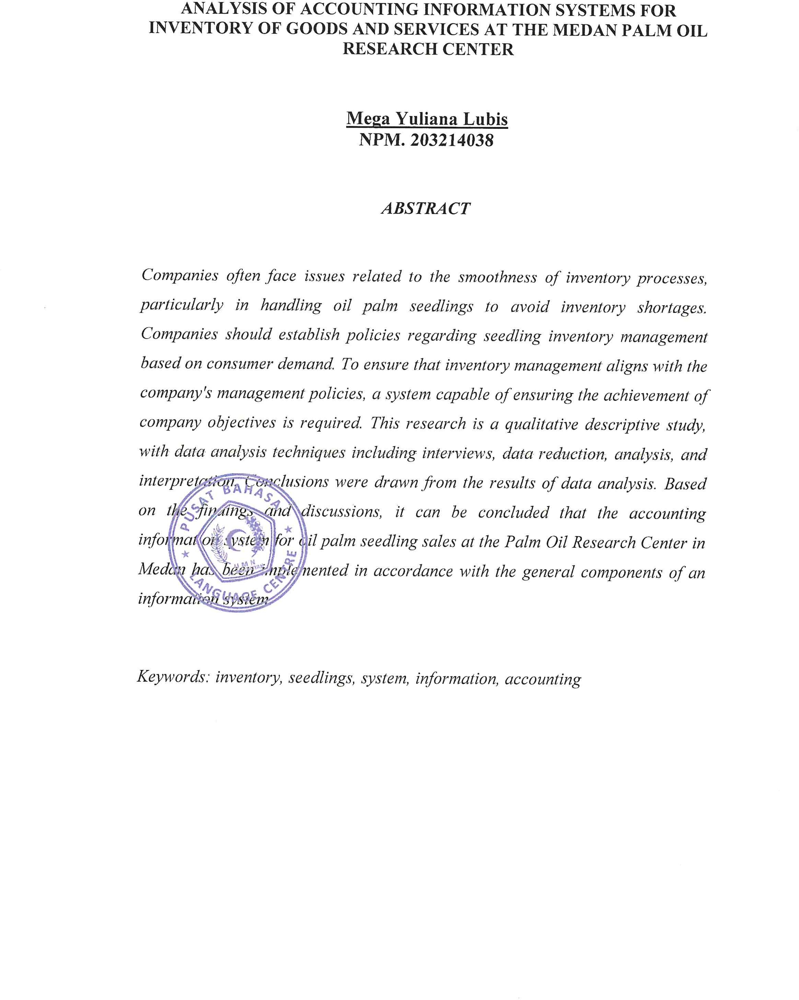 ANALYSIS OF ACCOUNTING INFORMATION SYSTEMS FOR
INVENTORY OF GOODS AND SERVICES AT THE MEDAN PALM OIL
RESEARCH CENTER
Mega Yuliana Lubis
NPM. 203214038
ABSTRACT
Companies often face issues related to the smoothness of inventory processes,
particularly in handling oil palm seedlings to avoid inventory shortages.
Companies should establish policies regarding seedling inventory management
based on consumer demand. To ensure that inventory management aligns with the
company's management policies, a system capable of ensuring the achievement of
company objectives is required. This research is a qualitative descriptive study,
with data analysis techniques including interviews, data reduction, analysis, and
interpretation. Conclusions were drawn from the results of data analysis. Based
on the findings and discussions, it can be concluded that the accounting
information system for oil palm seedling sales at the Palm Oil Research Center in
Medan has been implemented in accordance with the general components of an
information system
PUSAT BAHASA
UMN
LANGUAGE CENTRE
Keywords: inventory, seedlings, system, information, accounting